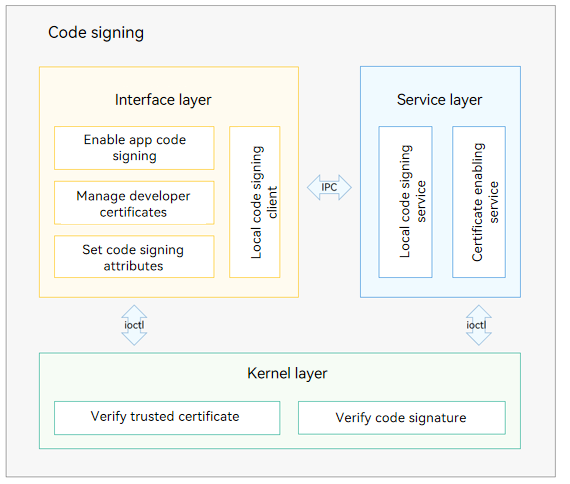 Code signing
Interface layer
Enable app code
signing
Manage developer
certificates
Set code signing
attributes
Local code signing
client
IPC
Service layer
Local code signing
service
Certificate enabling
service
ioctl
ioctl
Kernel layer
Verify trusted certificate
Verify code signature